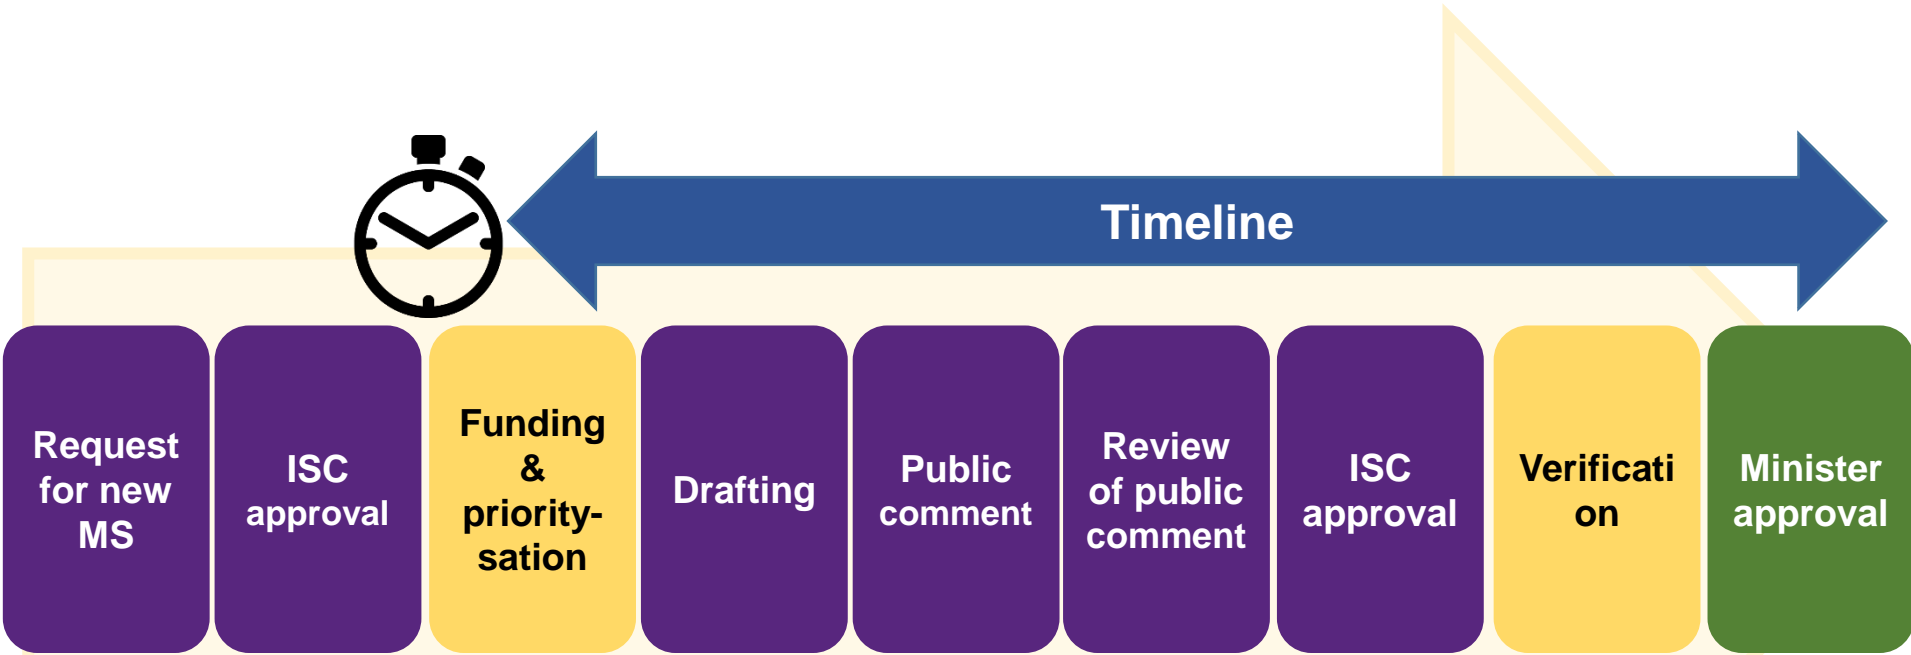 Timeline
Request
for new
MS
ISC
approval
Funding
&
priority-
sation
Drafting
Public
comment
Review
of public
comment
ISC
approval
Verificati
on
Minister
approval